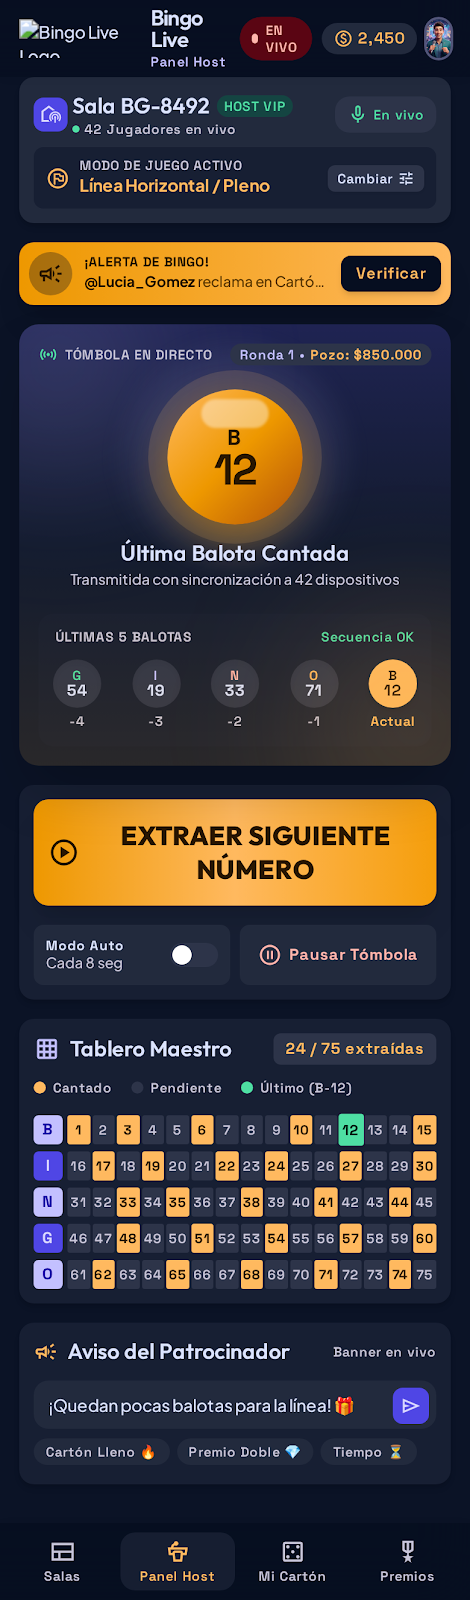 Bingo Live
Logo
Bingo
Live
Panel Host
EN
VIVO
2,450
Sala BG-8492 HOST VIP
42 Jugadores en vivo
En vivo
MODO DE JUEGO ACTIVO
Línea Horizontal / Pleno
Cambiar
¡ALERTA DE BINGO!
@Lucia_Gomez reclama en Cartó...
Verificar
TÓMBOLA EN DIRECTO
Ronda 1 • Pozo: $850.000
B
12
Última Balota Cantada
Transmitida con sincronización a 42 dispositivos
ÚLTIMAS 5 BALOTAS
Secuencia OK
G I N O B
54 19 33 71 12
-4 -3 -2 -1 Actual
EXTRAER SIGUIENTE
NÚMERO
Modo Auto
Cada 8 seg
Pausar Tómbola
Tablero Maestro
24 / 75 extraídas
Cantado Pendiente Último (B-12)
B 1 2 3 4 5 6 7 8 9 10 11 12 13 14 15
I 16 17 18 19 20 21 22 23 24 25 26 27 28 29 30
N 31 32 33 34 35 36 37 38 39 40 41 42 43 44 45
G 46 47 48 49 50 51 52 53 54 55 56 57 58 59 60
O 61 62 63 64 65 66 67 68 69 70 71 72 73 74 75
Aviso del Patrocinador
Banner en vivo
¡Quedan pocas balotas para la línea! 🎁
Cartón Lleno 🔥 Premio Doble 💎 Tiempo ⏳
Salas Panel Host Mi Cartón Premios